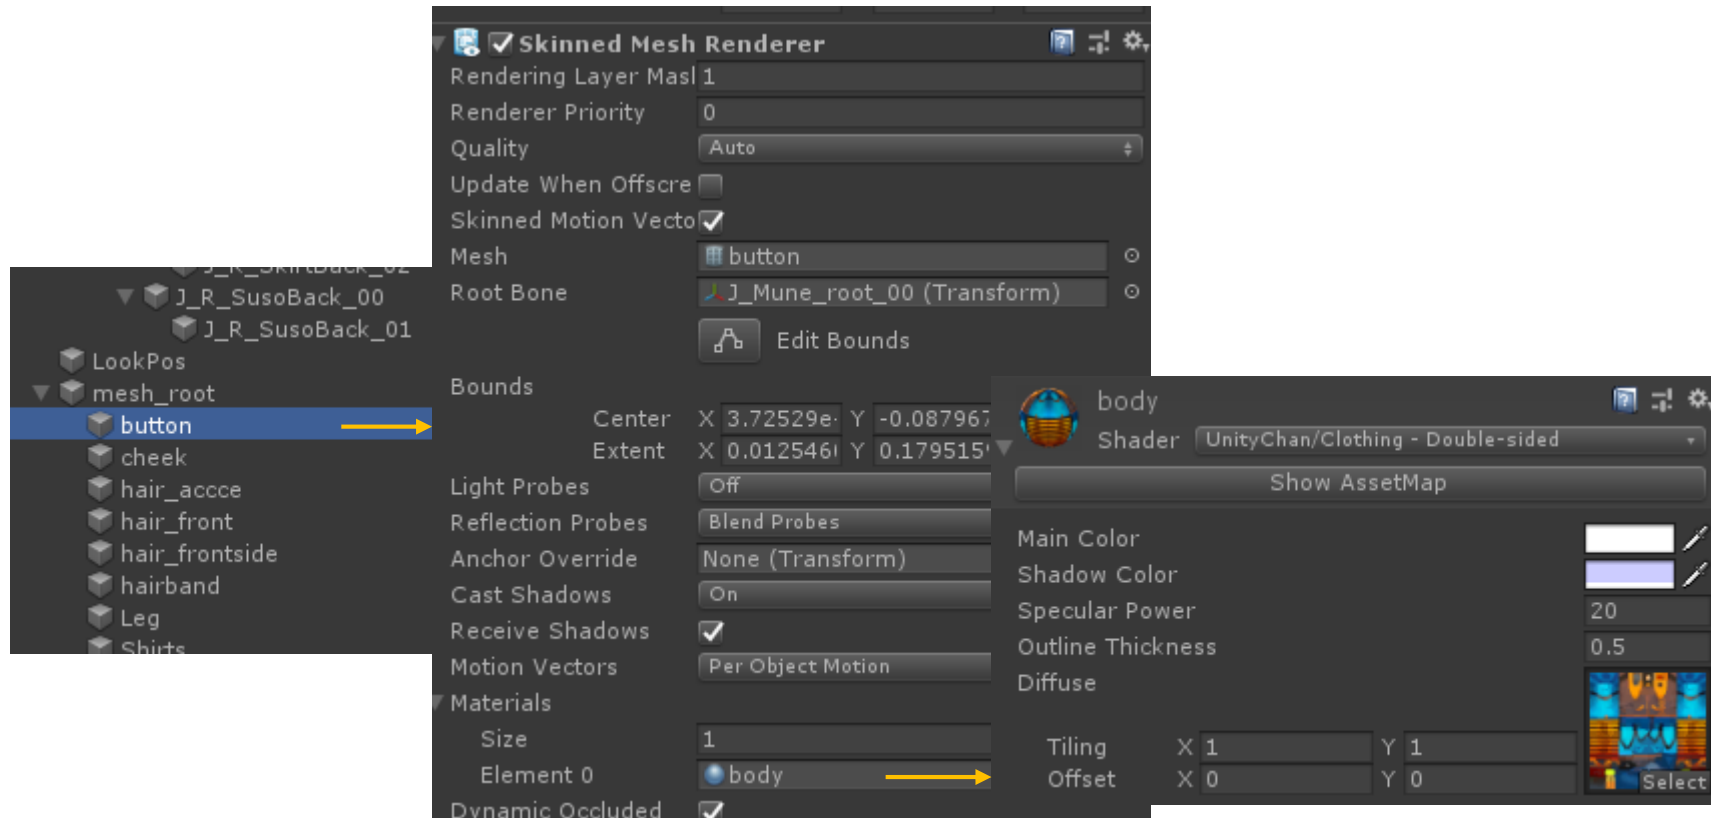 J_R_SkirtBack_02
J_R_SusoBack_00
J_R_SusoBack_01
LookPos
mesh_root
button
cheek
hair_accce
hair_front
hair_frontside
hairband
Leg
Shirts
Skinned Mesh Renderer
Rendering Layer Mas 1
Renderer Priority 0
Quality Auto
Update When Offscre
Skinned Motion Vecto
Mesh button
Root Bone J_Mune_root_00 (Transform)
Edit Bounds
Bounds
Center X 3.72529e- Y -0.087967
Extent X 0.012546 Y 0.179515
Light Probes Off
Reflection Probes Blend Probes
Anchor Override None (Transform)
Cast Shadows On
Receive Shadows
Motion Vectors Per Object Motion
Materials
Size 1
Element 0 body
Dynamic Occluded
body
Shader UnityChan/Clothing - Double-sided
Show AssetMap
Main Color
Shadow Color
Specular Power 20
Outline Thickness 0.5
Diffuse
Tiling X 1 Y 1
Offset X 0 Y 0
Select